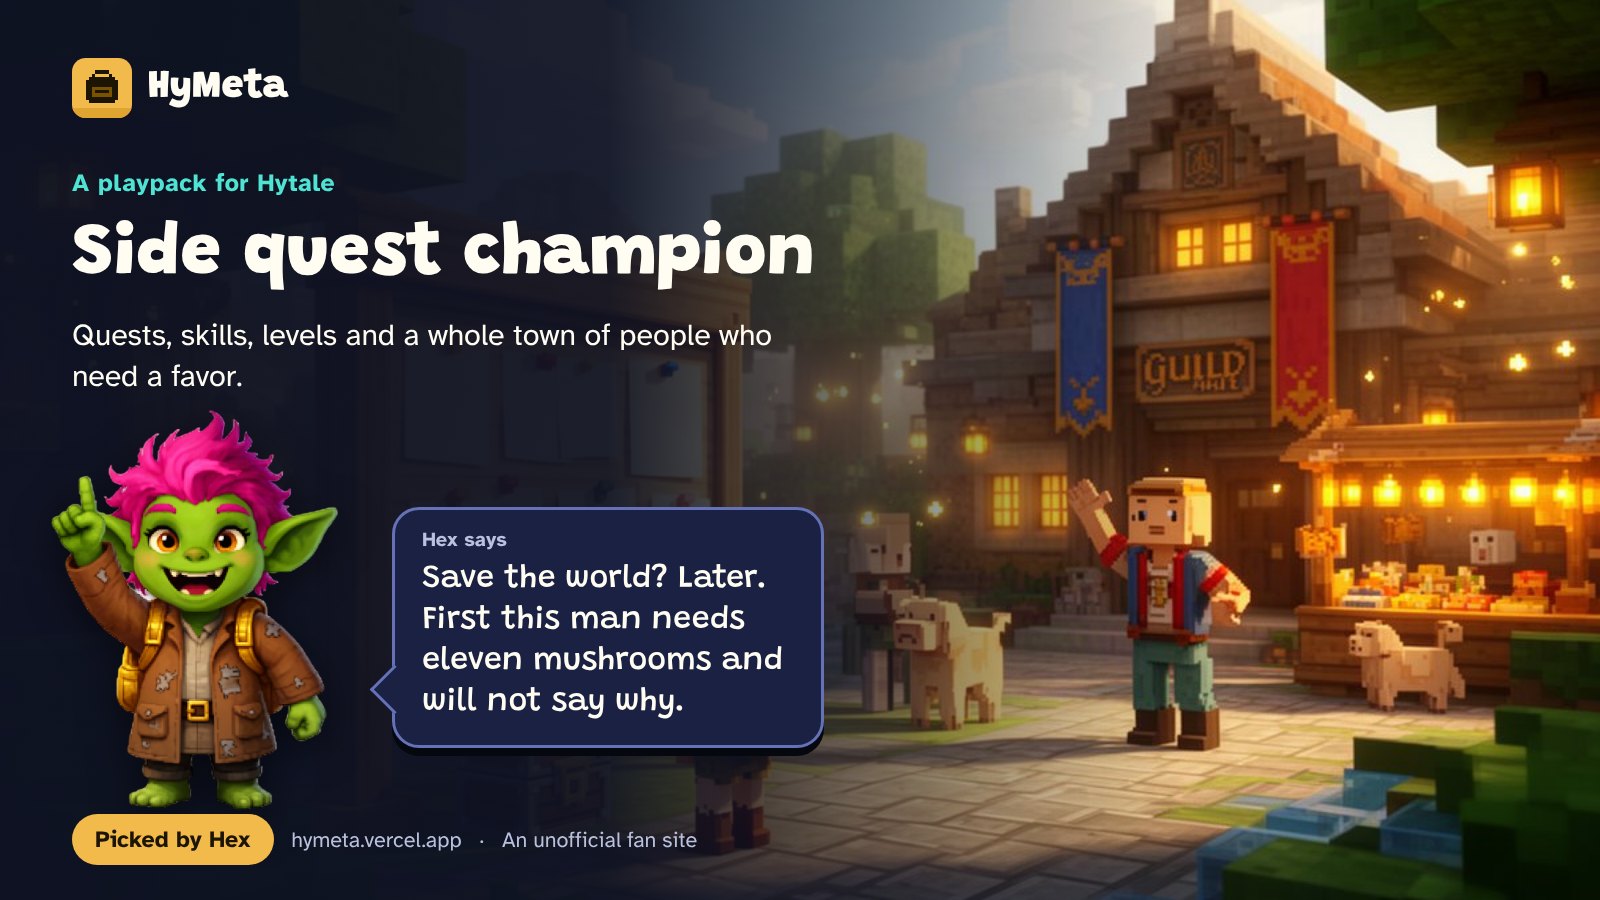 HyMeta
A playpack for Hytale
Side quest champion
Quests, skills, levels and a whole town of people who
need a favor.
GUILD
Hex says
Save the world? Later.
First this man needs
eleven mushrooms and
will not say why.
Picked by Hex
hymeta.vercel.app · An unofficial fan site